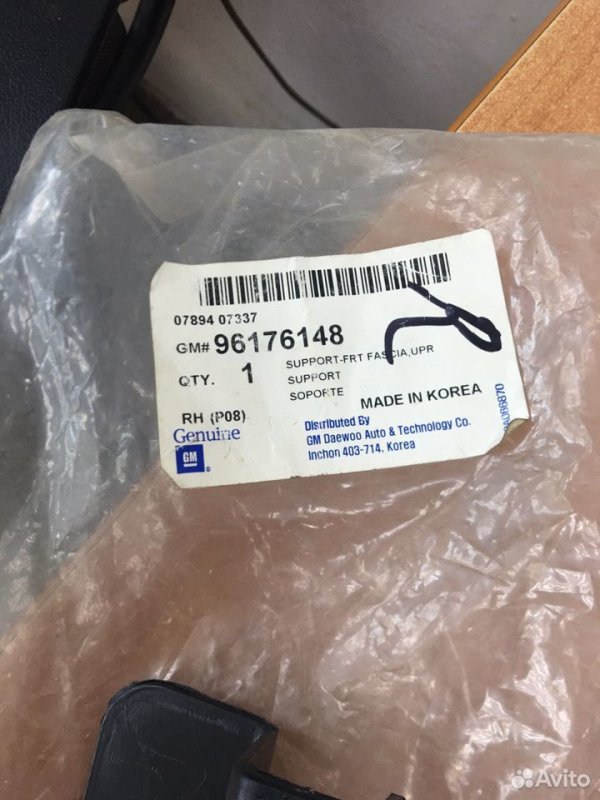 07894 07337
GM# 96176148
QTY. 1
SUPPORT-FRT FASCIA,UPR
SUPPORT
SOPORTE
RH (P08)
MADE IN KOREA
Genuine
GM
Distributed By
GM Daewoo Auto & Technology Co.
Inchon 403-714, Korea
Avito